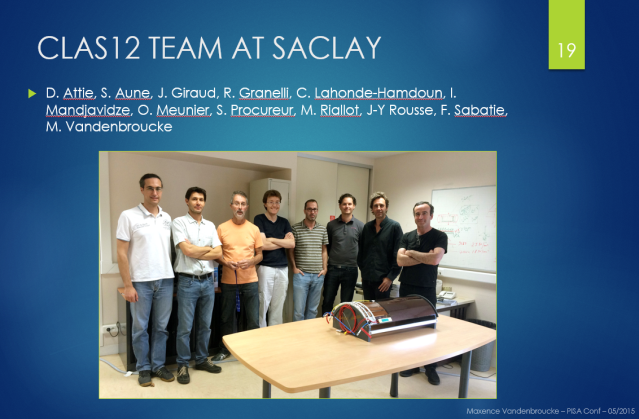 CLAS12 TEAM AT SACLAY
19
D. Attie, S. Aune, J. Giraud, R. Granelli, C. Lahonde-Hamdoun, I.
Mandjavidze, O. Meunier, S. Procureur, M. Riallot, J-Y Rousse, F. Sabatie,
M. Vandenbroucke
Maxence Vandenbroucke – PISA Conf – 05/2015